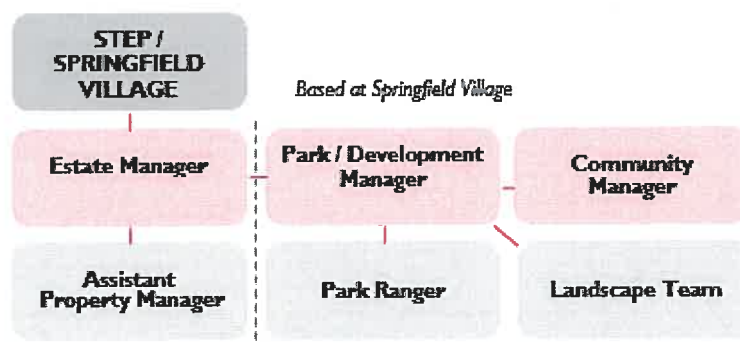 STEP /
SPRINGFIELD
VILLAGE
Based at Springfield Village
Estate Manager
Park / Development
Manager
Community
Manager
Assistant
Property Manager
Park Ranger
Landscape Team